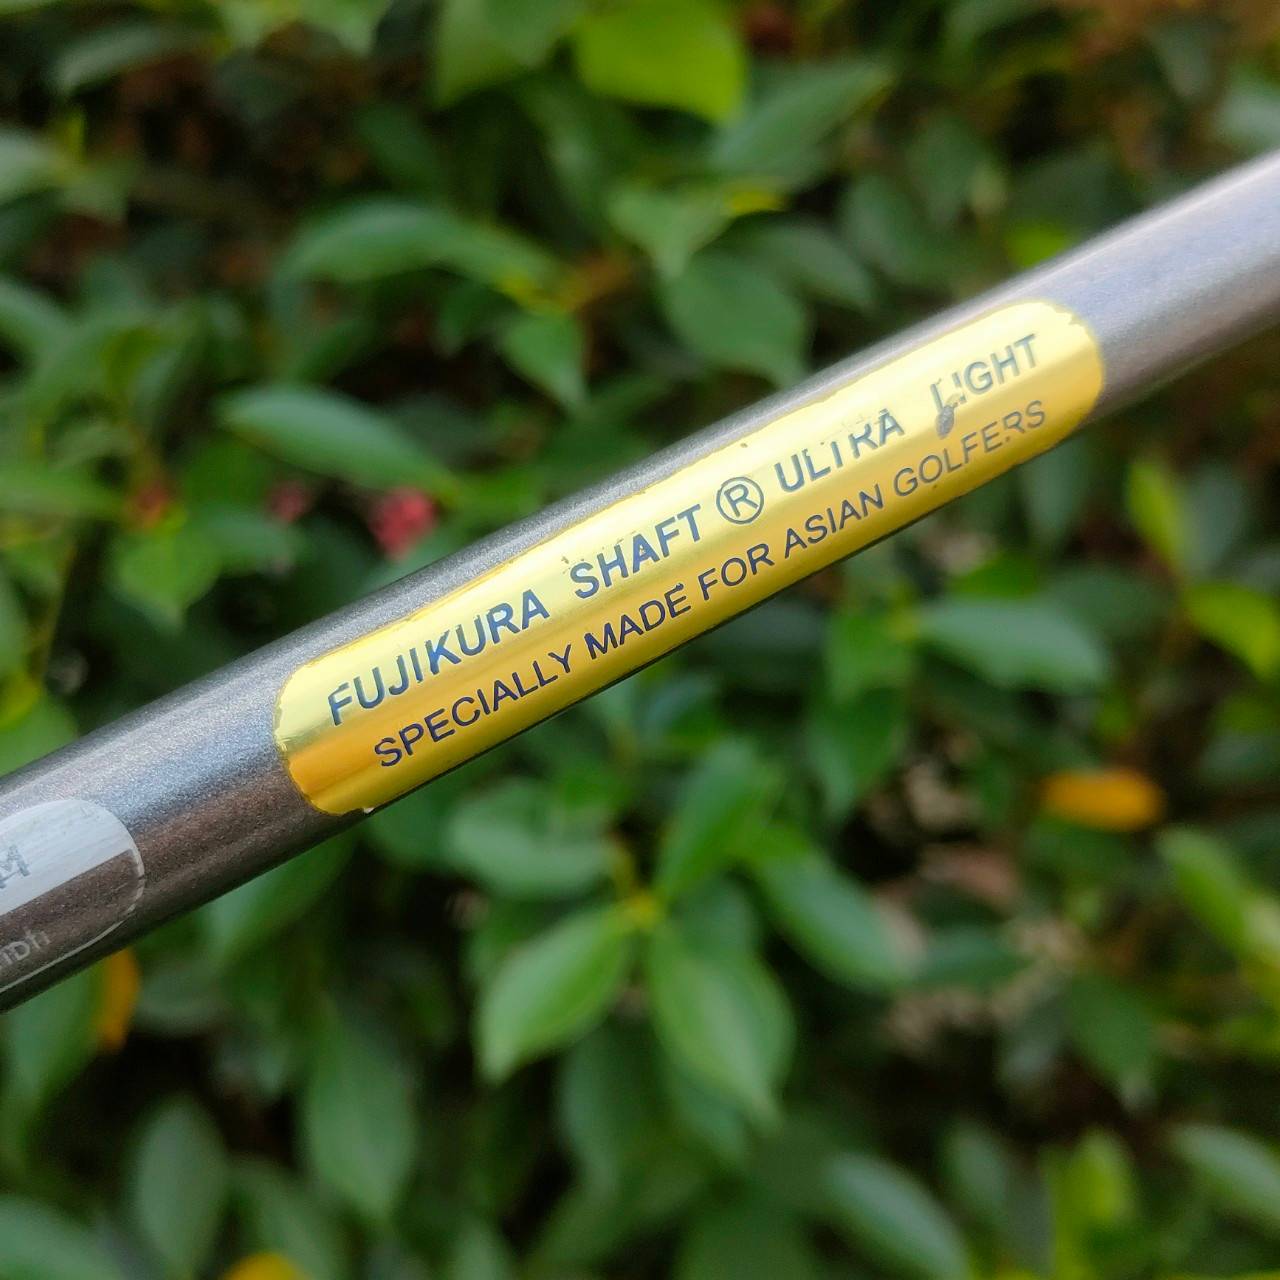 FUJIKURA SHAFT ® ULTRA LIGHT
SPECIALLY MADE FOR ASIAN GOLFERS